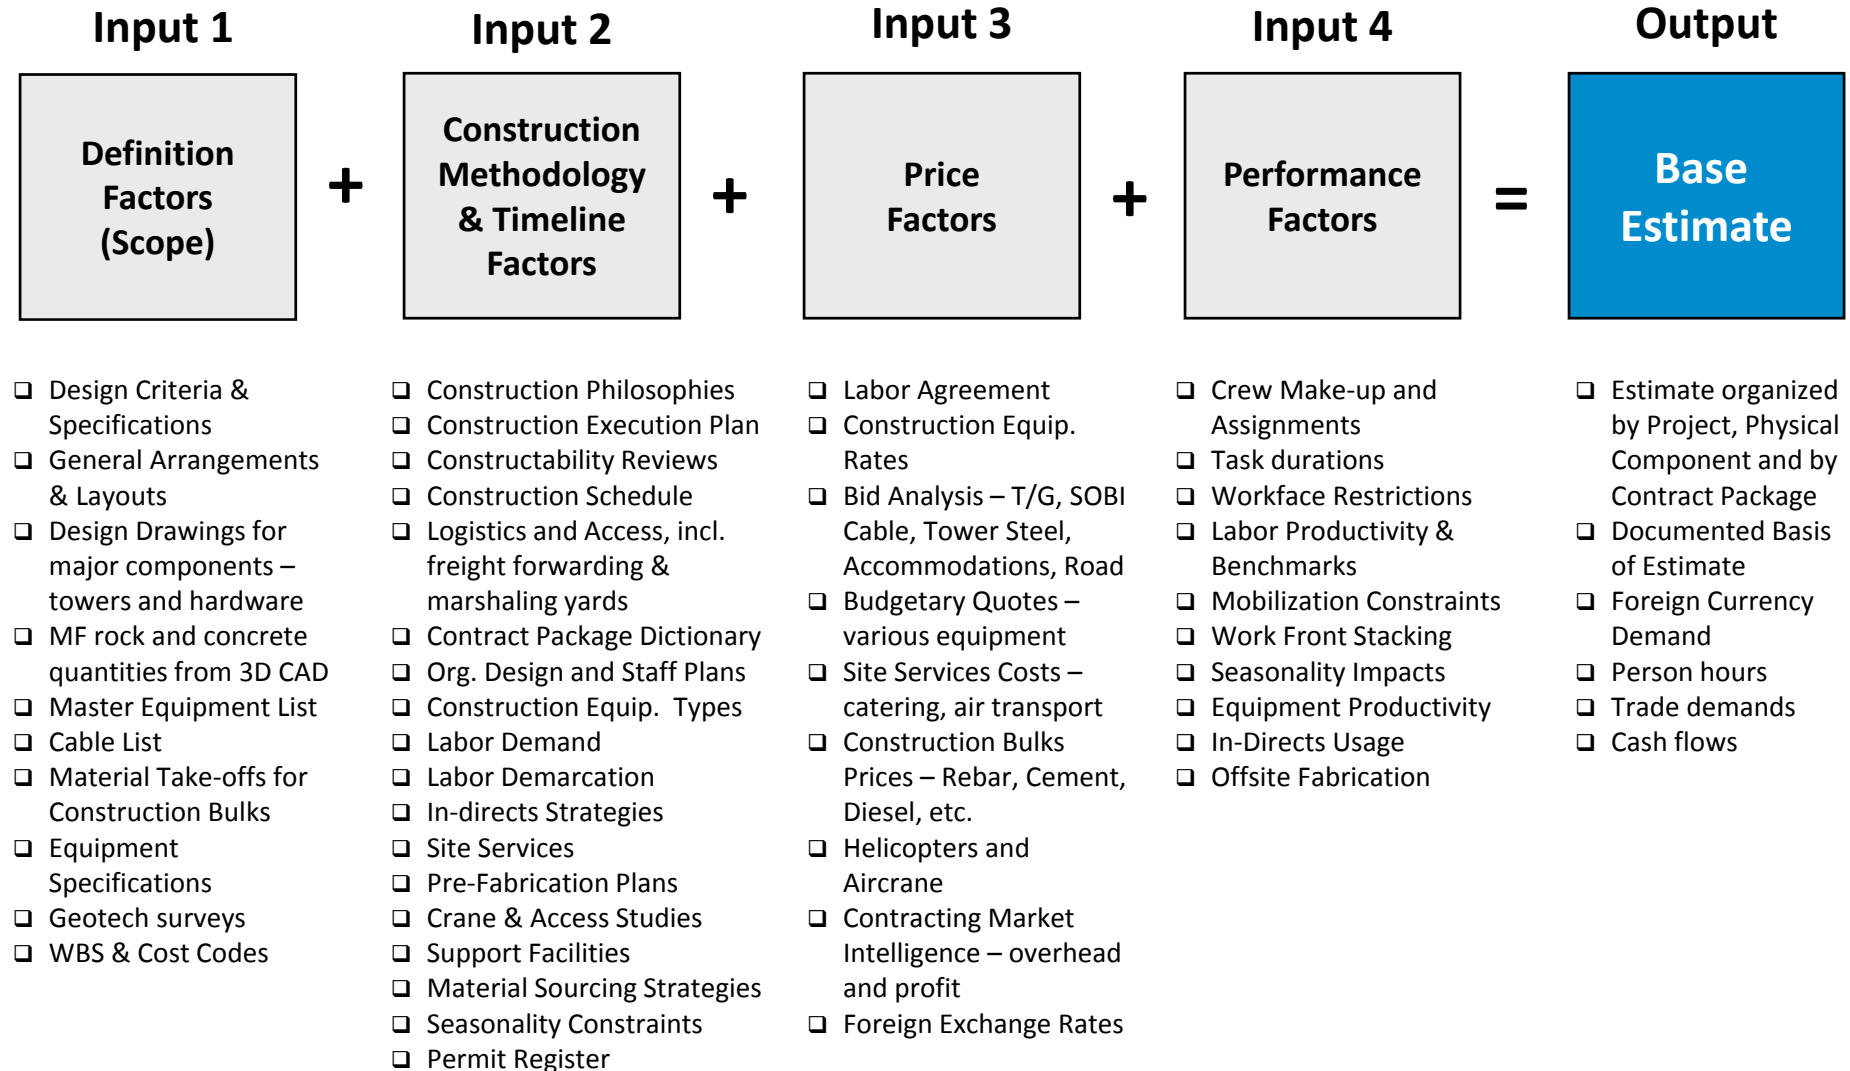 Input 1
Definition
Factors
(Scope)
❑ Design Criteria &
Specifications
❑ General Arrangements
& Layouts
❑ Design Drawings for
major components –
towers and hardware
❑ MF rock and concrete
quantities from 3D CAD
❑ Master Equipment List
❑ Cable List
❑ Material Take-offs for
Construction Bulks
❑ Equipment
Specifications
❑ Geotech surveys
❑ WBS & Cost Codes
+
Input 2
Construction
Methodology
& Timeline
Factors
❑ Construction Philosophies
❑ Construction Execution Plan
❑ Constructability Reviews
❑ Construction Schedule
❑ Logistics and Access, incl.
freight forwarding &
marshaling yards
❑ Contract Package Dictionary
❑ Org. Design and Staff Plans
❑ Construction Equip. Types
❑ Labor Demand
❑ Labor Demarcation
❑ In-directs Strategies
❑ Site Services
❑ Pre-Fabrication Plans
❑ Crane & Access Studies
❑ Support Facilities
❑ Material Sourcing Strategies
❑ Seasonality Constraints
❑ Permit Register
+
Input 3
Price
Factors
❑ Labor Agreement
❑ Construction Equip.
Rates
❑ Bid Analysis – T/G, SOBI
Cable, Tower Steel,
Accommodations, Road
❑ Budgetary Quotes –
various equipment
❑ Site Services Costs –
catering, air transport
❑ Construction Bulks
Prices – Rebar, Cement,
Diesel, etc.
❑ Helicopters and
Aircrane
❑ Contracting Market
Intelligence – overhead
and profit
❑ Foreign Exchange Rates
+
Input 4
Performance
Factors
❑ Crew Make-up and
Assignments
❑ Task durations
❑ Workface Restrictions
❑ Labor Productivity &
Benchmarks
❑ Mobilization Constraints
❑ Work Front Stacking
❑ Seasonality Impacts
❑ Equipment Productivity
❑ In-Directs Usage
❑ Offsite Fabrication
=
Output
Base
Estimate
❑ Estimate organized
by Project, Physical
Component and by
Contract Package
❑ Documented Basis
of Estimate
❑ Foreign Currency
Demand
❑ Person hours
❑ Trade demands
❑ Cash flows